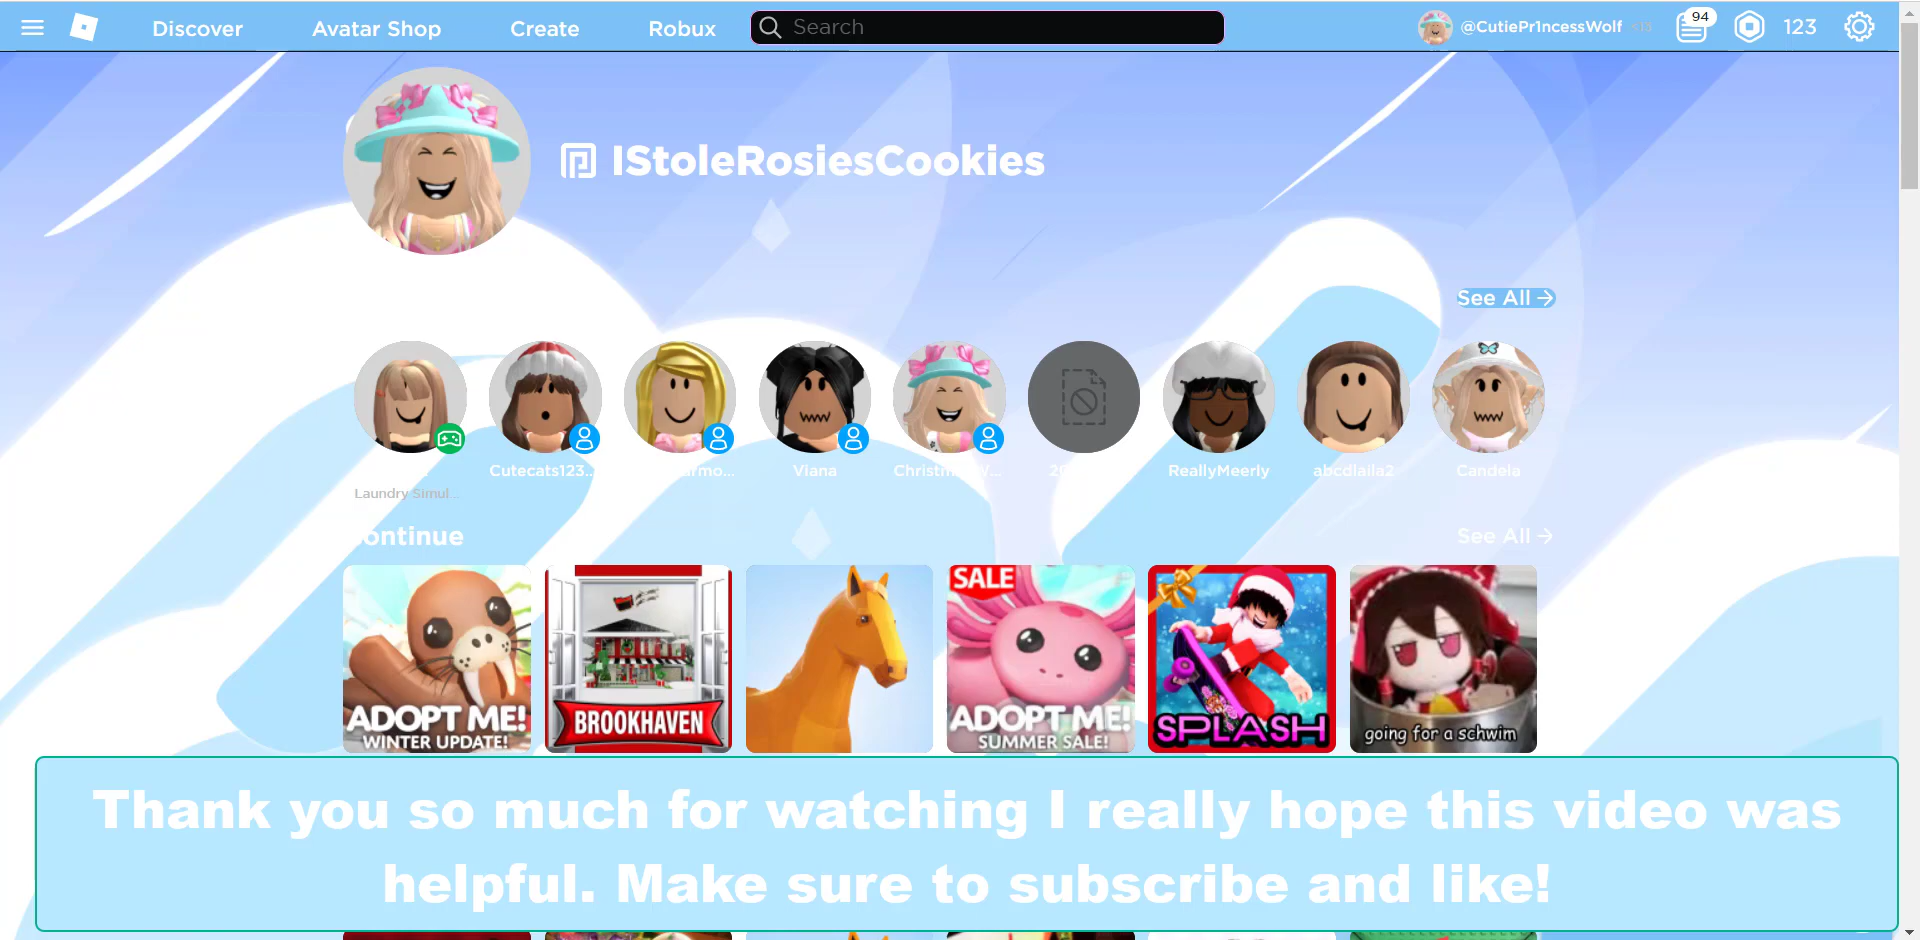 Discover Avatar Shop Create Robux Search @CutiePr1ncessWolf <13 94 123
IStoleRosiesCookies
See All
Cutecats123... Viana ReallyMeerly abcdlaila2 Candela
Laundry Simul...
See All
ADOPT ME! BROOKHAVEN SALE ADOPT ME! SPLASH going for a schwim
WINTER UPDATE! SUMMER SALE!
Thank you so much for watching I really hope this video was
helpful. Make sure to subscribe and like!